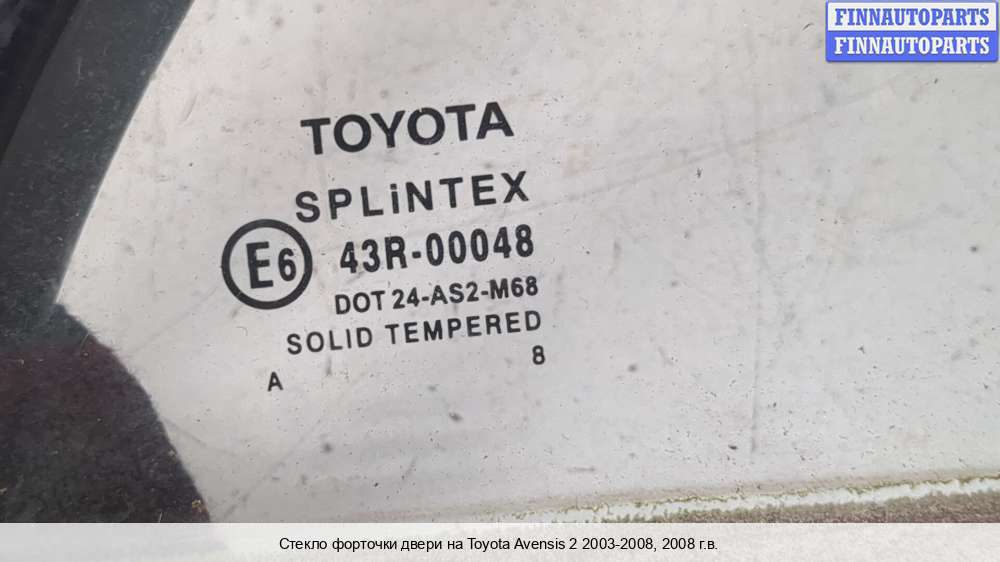 FINNAUTOPARTS
FINNAUTOPARTS
TOYOTA
SPLiNTEX
E6 43R-00048
DOT 24-AS2-M68
SOLID TEMPERED
A 8
Стекло форточки двери на Toyota Avensis 2 2003-2008, 2008 г.в.